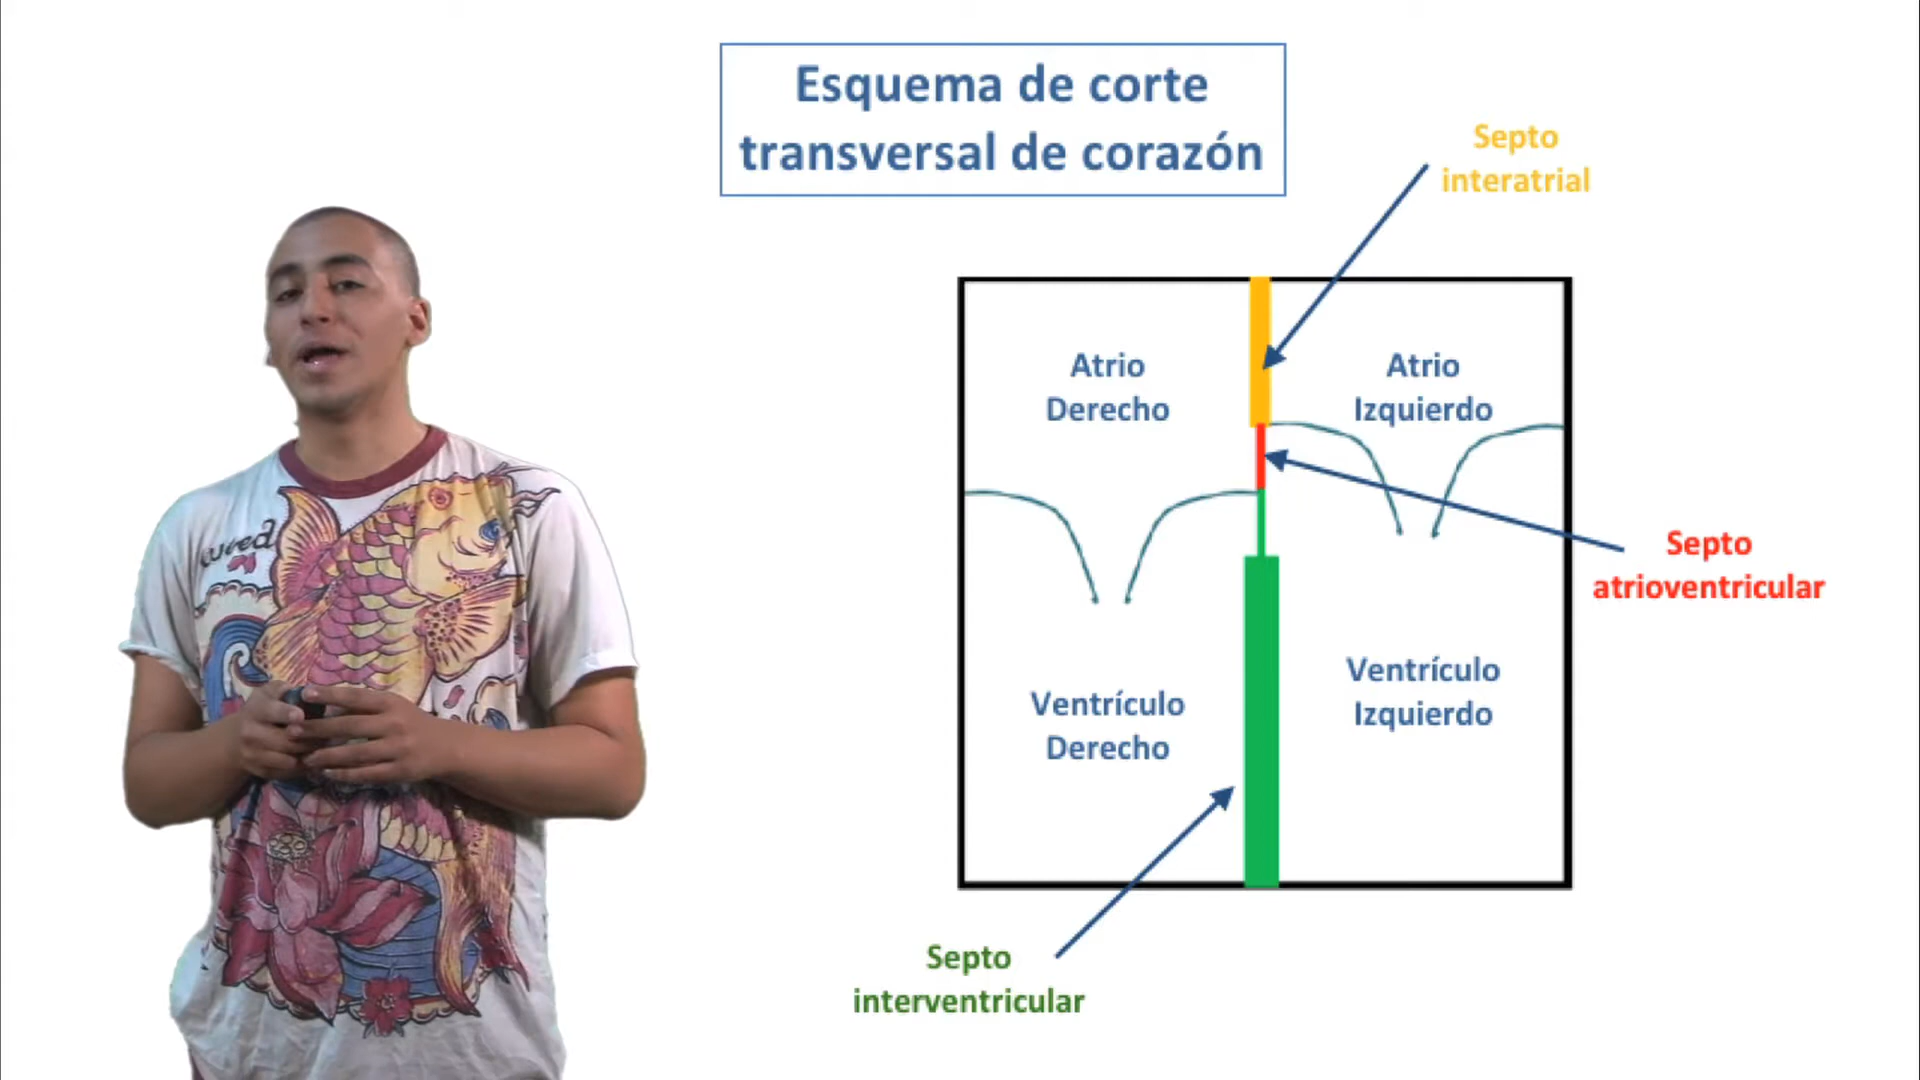 Esquema de corte
transversal de corazón
Septo
interatrial
Atrio
Derecho
Atrio
Izquierdo
Septo
atrioventricular
Ventrículo
Derecho
Ventrículo
Izquierdo
Septo
interventricular